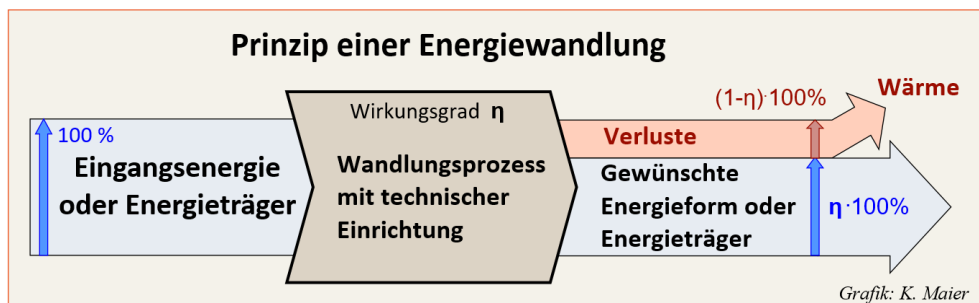 Prinzip einer Energiewandlung
100 %
Eingangsenergie
oder Energieträger
Wirkungsgrad η
Wandlungsprozess
mit technischer
Einrichtung
(1-η)·100%
Wärme
Verluste
Gewünschte
Energieform oder
Energieträger
η·100%
Grafik: K. Maier